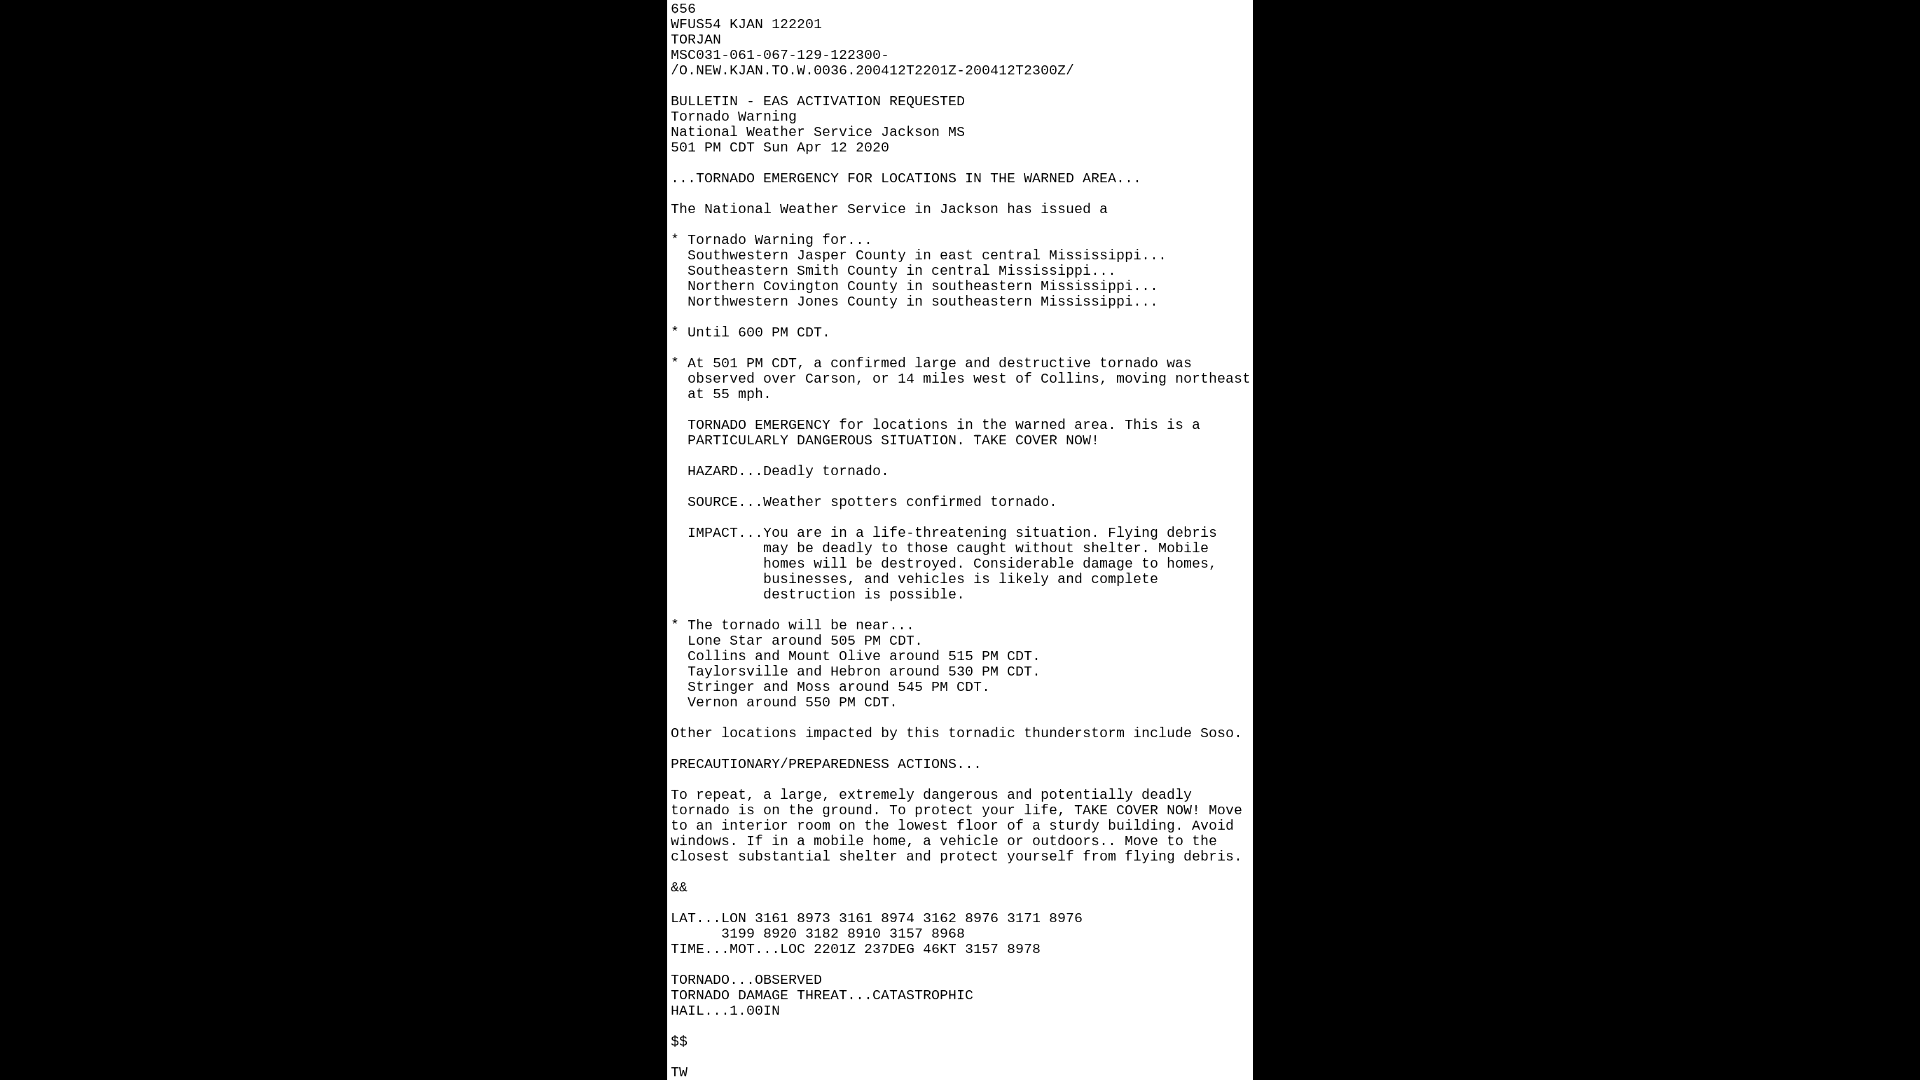 656
WFUS54 KJAN 122201
TORJAN
MSC031-061-067-129-122300-
/O.NEW.KJAN.TO.W.0036.200412T2201Z-200412T2300Z/
BULLETIN - EAS ACTIVATION REQUESTED
Tornado Warning
National Weather Service Jackson MS
501 PM CDT Sun Apr 12 2020
...TORNADO EMERGENCY FOR LOCATIONS IN THE WARNED AREA...
The National Weather Service in Jackson has issued a
* Tornado Warning for...
Southwestern Jasper County in east central Mississippi...
Southeastern Smith County in central Mississippi...
Northern Covington County in southeastern Mississippi...
Northwestern Jones County in southeastern Mississippi...
* Until 600 PM CDT.
* At 501 PM CDT, a confirmed large and destructive tornado was
observed over Carson, or 14 miles west of Collins, moving northeast
at 55 mph.
TORNADO EMERGENCY for locations in the warned area. This is a
PARTICULARLY DANGEROUS SITUATION. TAKE COVER NOW!
HAZARD...Deadly tornado.
SOURCE...Weather spotters confirmed tornado.
IMPACT...You are in a life-threatening situation. Flying debris
may be deadly to those caught without shelter. Mobile
homes will be destroyed. Considerable damage to homes,
businesses, and vehicles is likely and complete
destruction is possible.
* The tornado will be near...
Lone Star around 505 PM CDT.
Collins and Mount Olive around 515 PM CDT.
Taylorsville and Hebron around 530 PM CDT.
Stringer and Moss around 545 PM CDT.
Vernon around 550 PM CDT.
Other locations impacted by this tornadic thunderstorm include Soso.
PRECAUTIONARY/PREPAREDNESS ACTIONS...
To repeat, a large, extremely dangerous and potentially deadly
tornado is on the ground. To protect your life, TAKE COVER NOW! Move
to an interior room on the lowest floor of a sturdy building. Avoid
windows. If in a mobile home, a vehicle or outdoors.. Move to the
closest substantial shelter and protect yourself from flying debris.
&&
LAT...LON 3161 8973 3161 8974 3162 8976 3171 8976
3199 8920 3182 8910 3157 8968
TIME...MOT...LOC 2201Z 237DEG 46KT 3157 8978
TORNADO...OBSERVED
TORNADO DAMAGE THREAT...CATASTROPHIC
HAIL...1.00IN
$$
TW